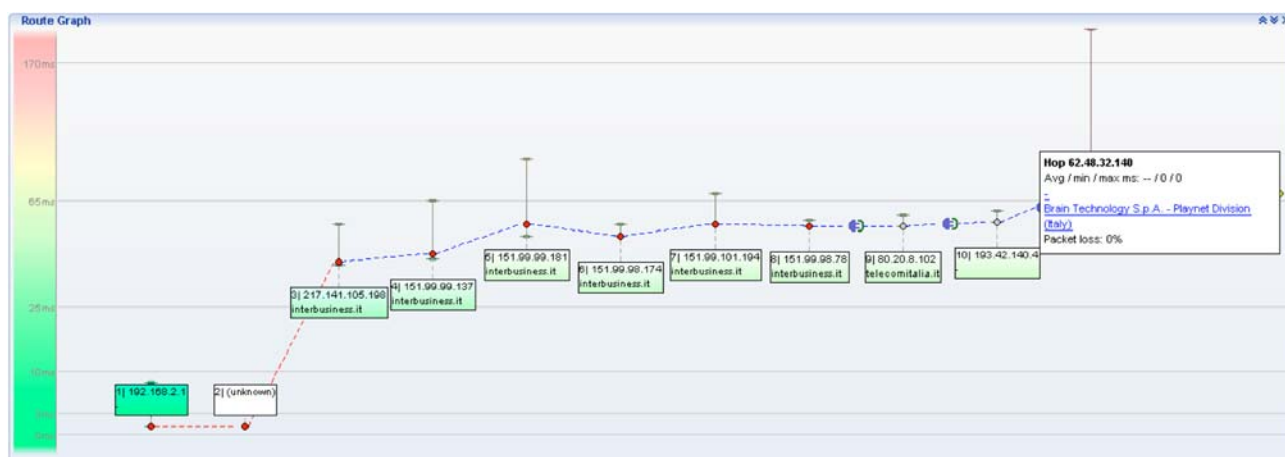 Route Graph
170ms
65ms
25ms
10ms
1| 192.168.2.1
-
2| (unknown)
3| 217.141.105.198
interbusiness.it
4| 151.99.99.137
interbusiness.it
151.99.99.181
interbusiness.it
6| 151.99.98.174
interbusiness.it
7| 151.99.101.194
interbusiness.it
8| 151.99.98.78
interbusiness.it
9| 80.20.8.102
telecomitalia.it
10| 193.42.140.4
-
Hop 62.48.32.140
Avg / min / max ms: -- / 0 / 0
-
Brain Technology S.p.A. - Playnet Division
(Italy)
Packet loss: 0%